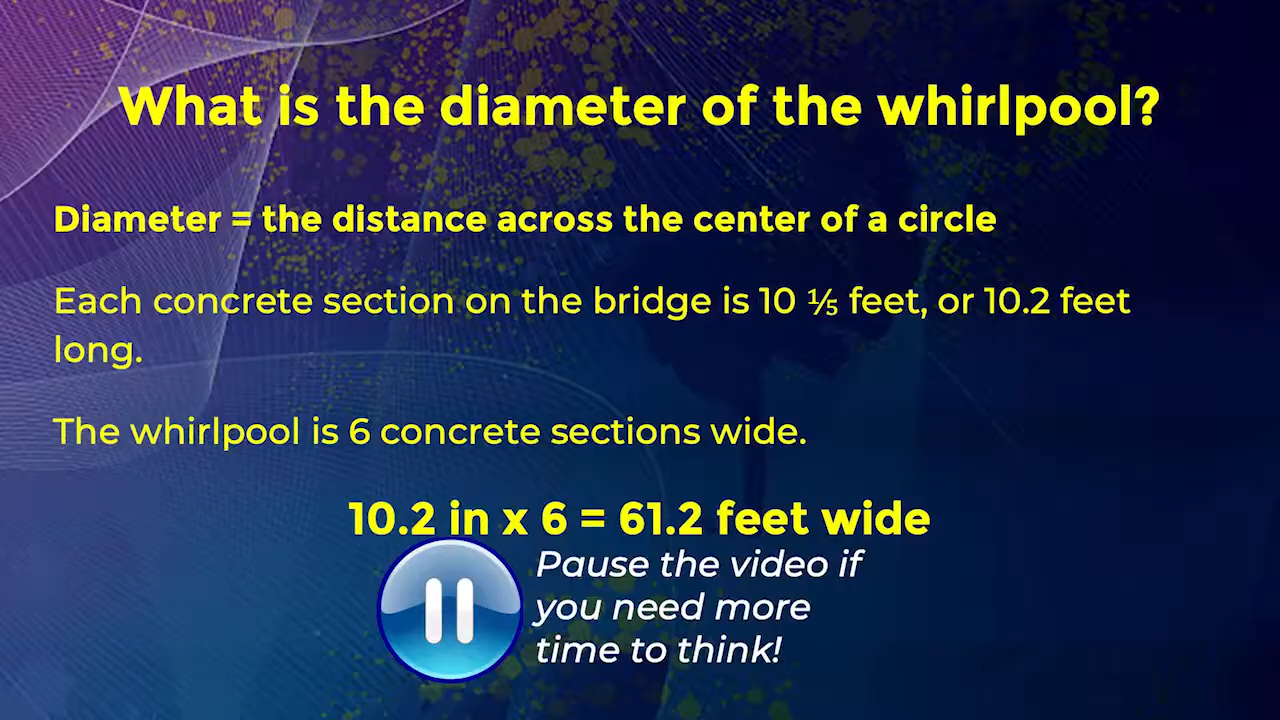 What is the diameter of the whirlpool?
Diameter = the distance across the center of a circle
Each concrete section on the bridge is 10 ⅕ feet, or 10.2 feet
long.
The whirlpool is 6 concrete sections wide.
10.2 in x 6 = 61.2 feet wide
Pause the video if
you need more
time to think!